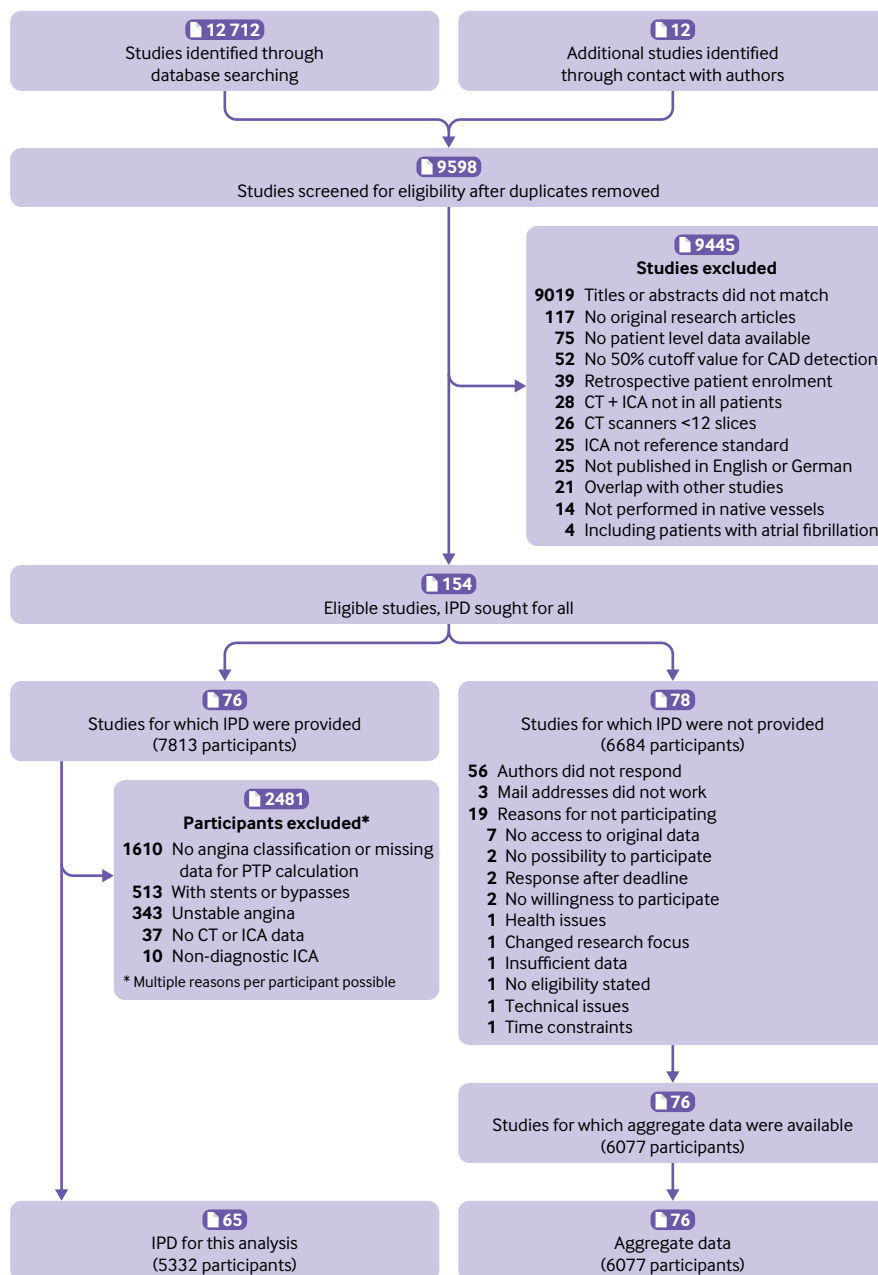 12 712
Studies identified through
database searching
12
Additional studies identified
through contact with authors
9598
Studies screened for eligibility after duplicates removed
9445
Studies excluded
9019 Titles or abstracts did not match
117 No original research articles
75 No patient level data available
52 No 50% cutoff value for CAD detection
39 Retrospective patient enrolment
28 CT + ICA not in all patients
26 CT scanners <12 slices
25 ICA not reference standard
25 Not published in English or German
21 Overlap with other studies
14 Not performed in native vessels
4 Including patients with atrial fibrillation
154
Eligible studies, IPD sought for all
76
Studies for which IPD were provided
(7813 participants)
2481
Participants excluded*
1610 No angina classification or missing
data for PTP calculation
513 With stents or bypasses
343 Unstable angina
37 No CT or ICA data
10 Non-diagnostic ICA
* Multiple reasons per participant possible
78
Studies for which IPD were not provided
(6684 participants)
56 Authors did not respond
3 Mail addresses did not work
19 Reasons for not participating
7 No access to original data
2 No possibility to participate
2 Response after deadline
2 No willingness to participate
1 Health issues
1 Changed research focus
1 Insufficient data
1 No eligibility stated
1 Technical issues
1 Time constraints
76
Studies for which aggregate data were available
(6077 participants)
65
IPD for this analysis
(5332 participants)
76
Aggregate data
(6077 participants)